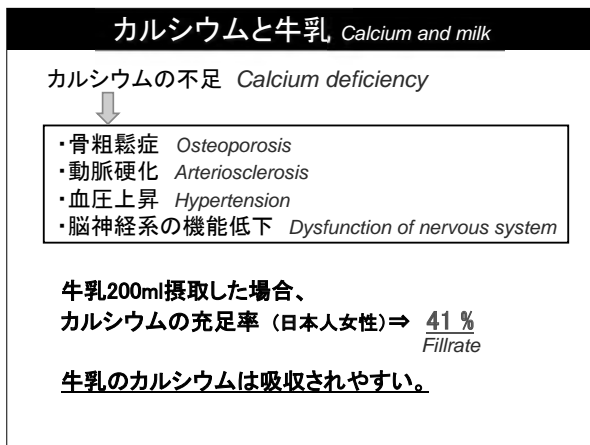 カルシウムと牛乳 Calcium and milk
カルシウムの不足 Calcium deficiency
・骨粗鬆症 Osteoporosis
・動脈硬化 Arteriosclerosis
・血圧上昇 Hypertension
・脳神経系の機能低下 Dysfunction of nervous system
牛乳200ml摂取した場合、
カルシウムの充足率 （日本人女性）⇒ 41 %
Fillrate
牛乳のカルシウムは吸収されやすい。